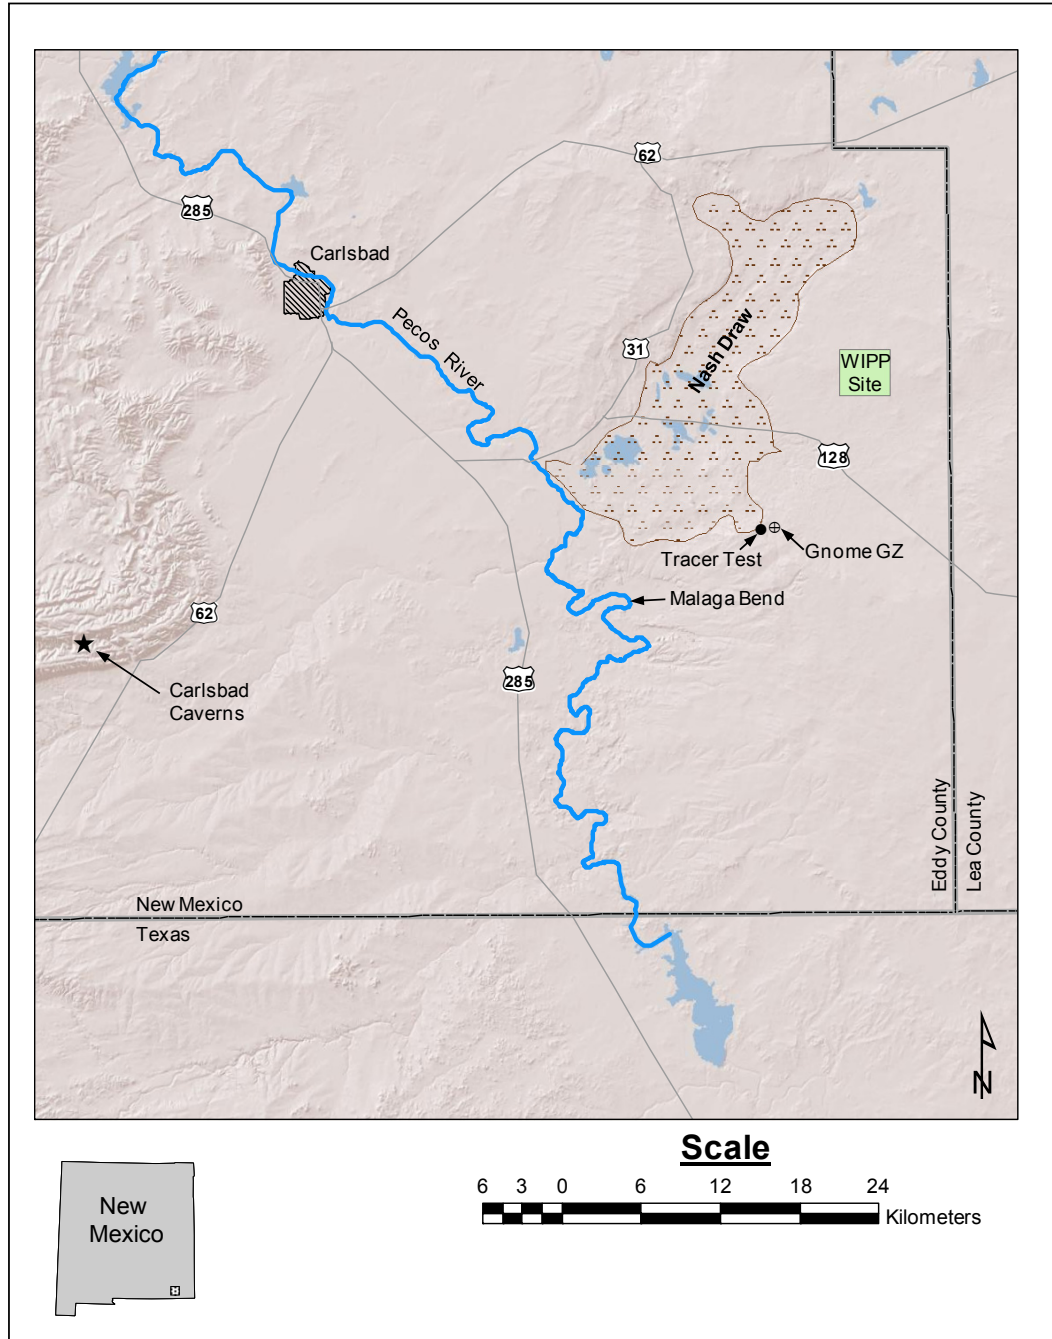 62
285
Carlsbad
Pecos River
31
Nash Draw
WIPP
Site
128
Tracer Test
Gnome GZ
Malaga Bend
62
285
Carlsbad
Caverns
Eddy County
Lea County
New Mexico
Texas
N
Scale
6 3 0 6 12 18 24
Kilometers
New
Mexico